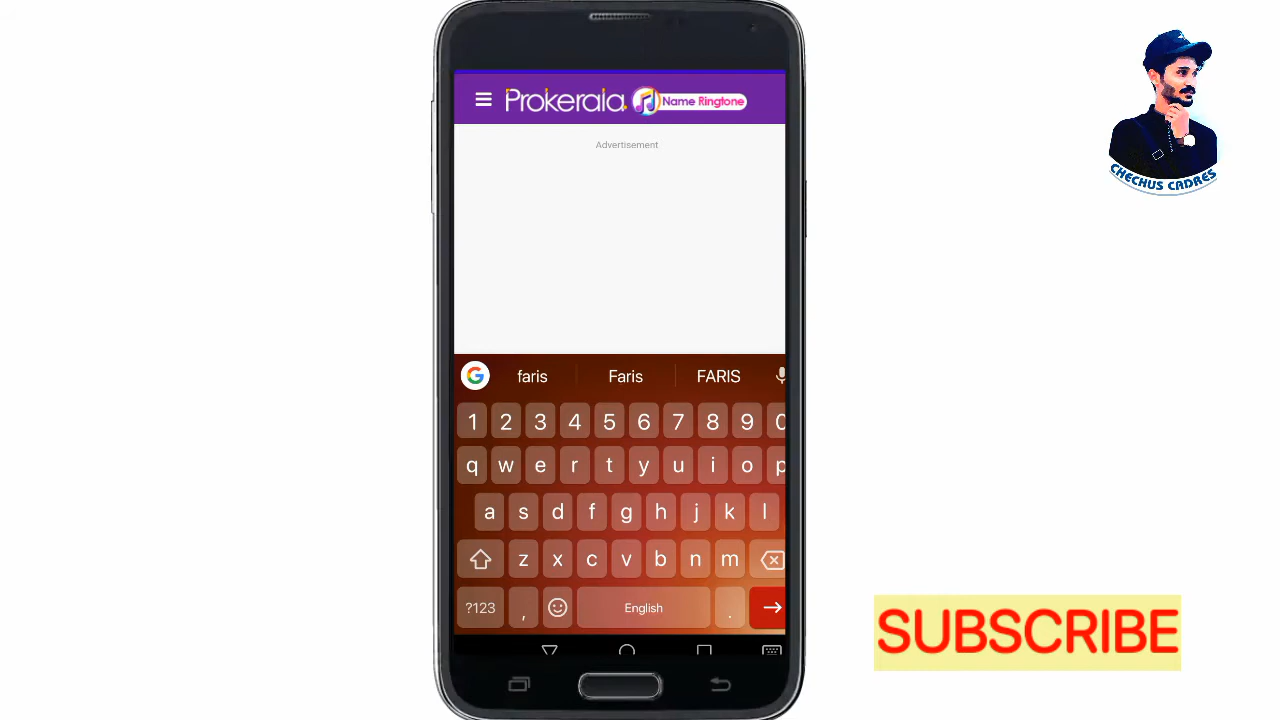 Prokerala Name Ringtone
Advertisement
faris Faris FARIS
1 2 3 4 5 6 7 8 9 0
q w e r t y u i o p
a s d f g h j k l
z x c v b n m
?123 , English .
CHECHUS CADRES
SUBSCRIBE